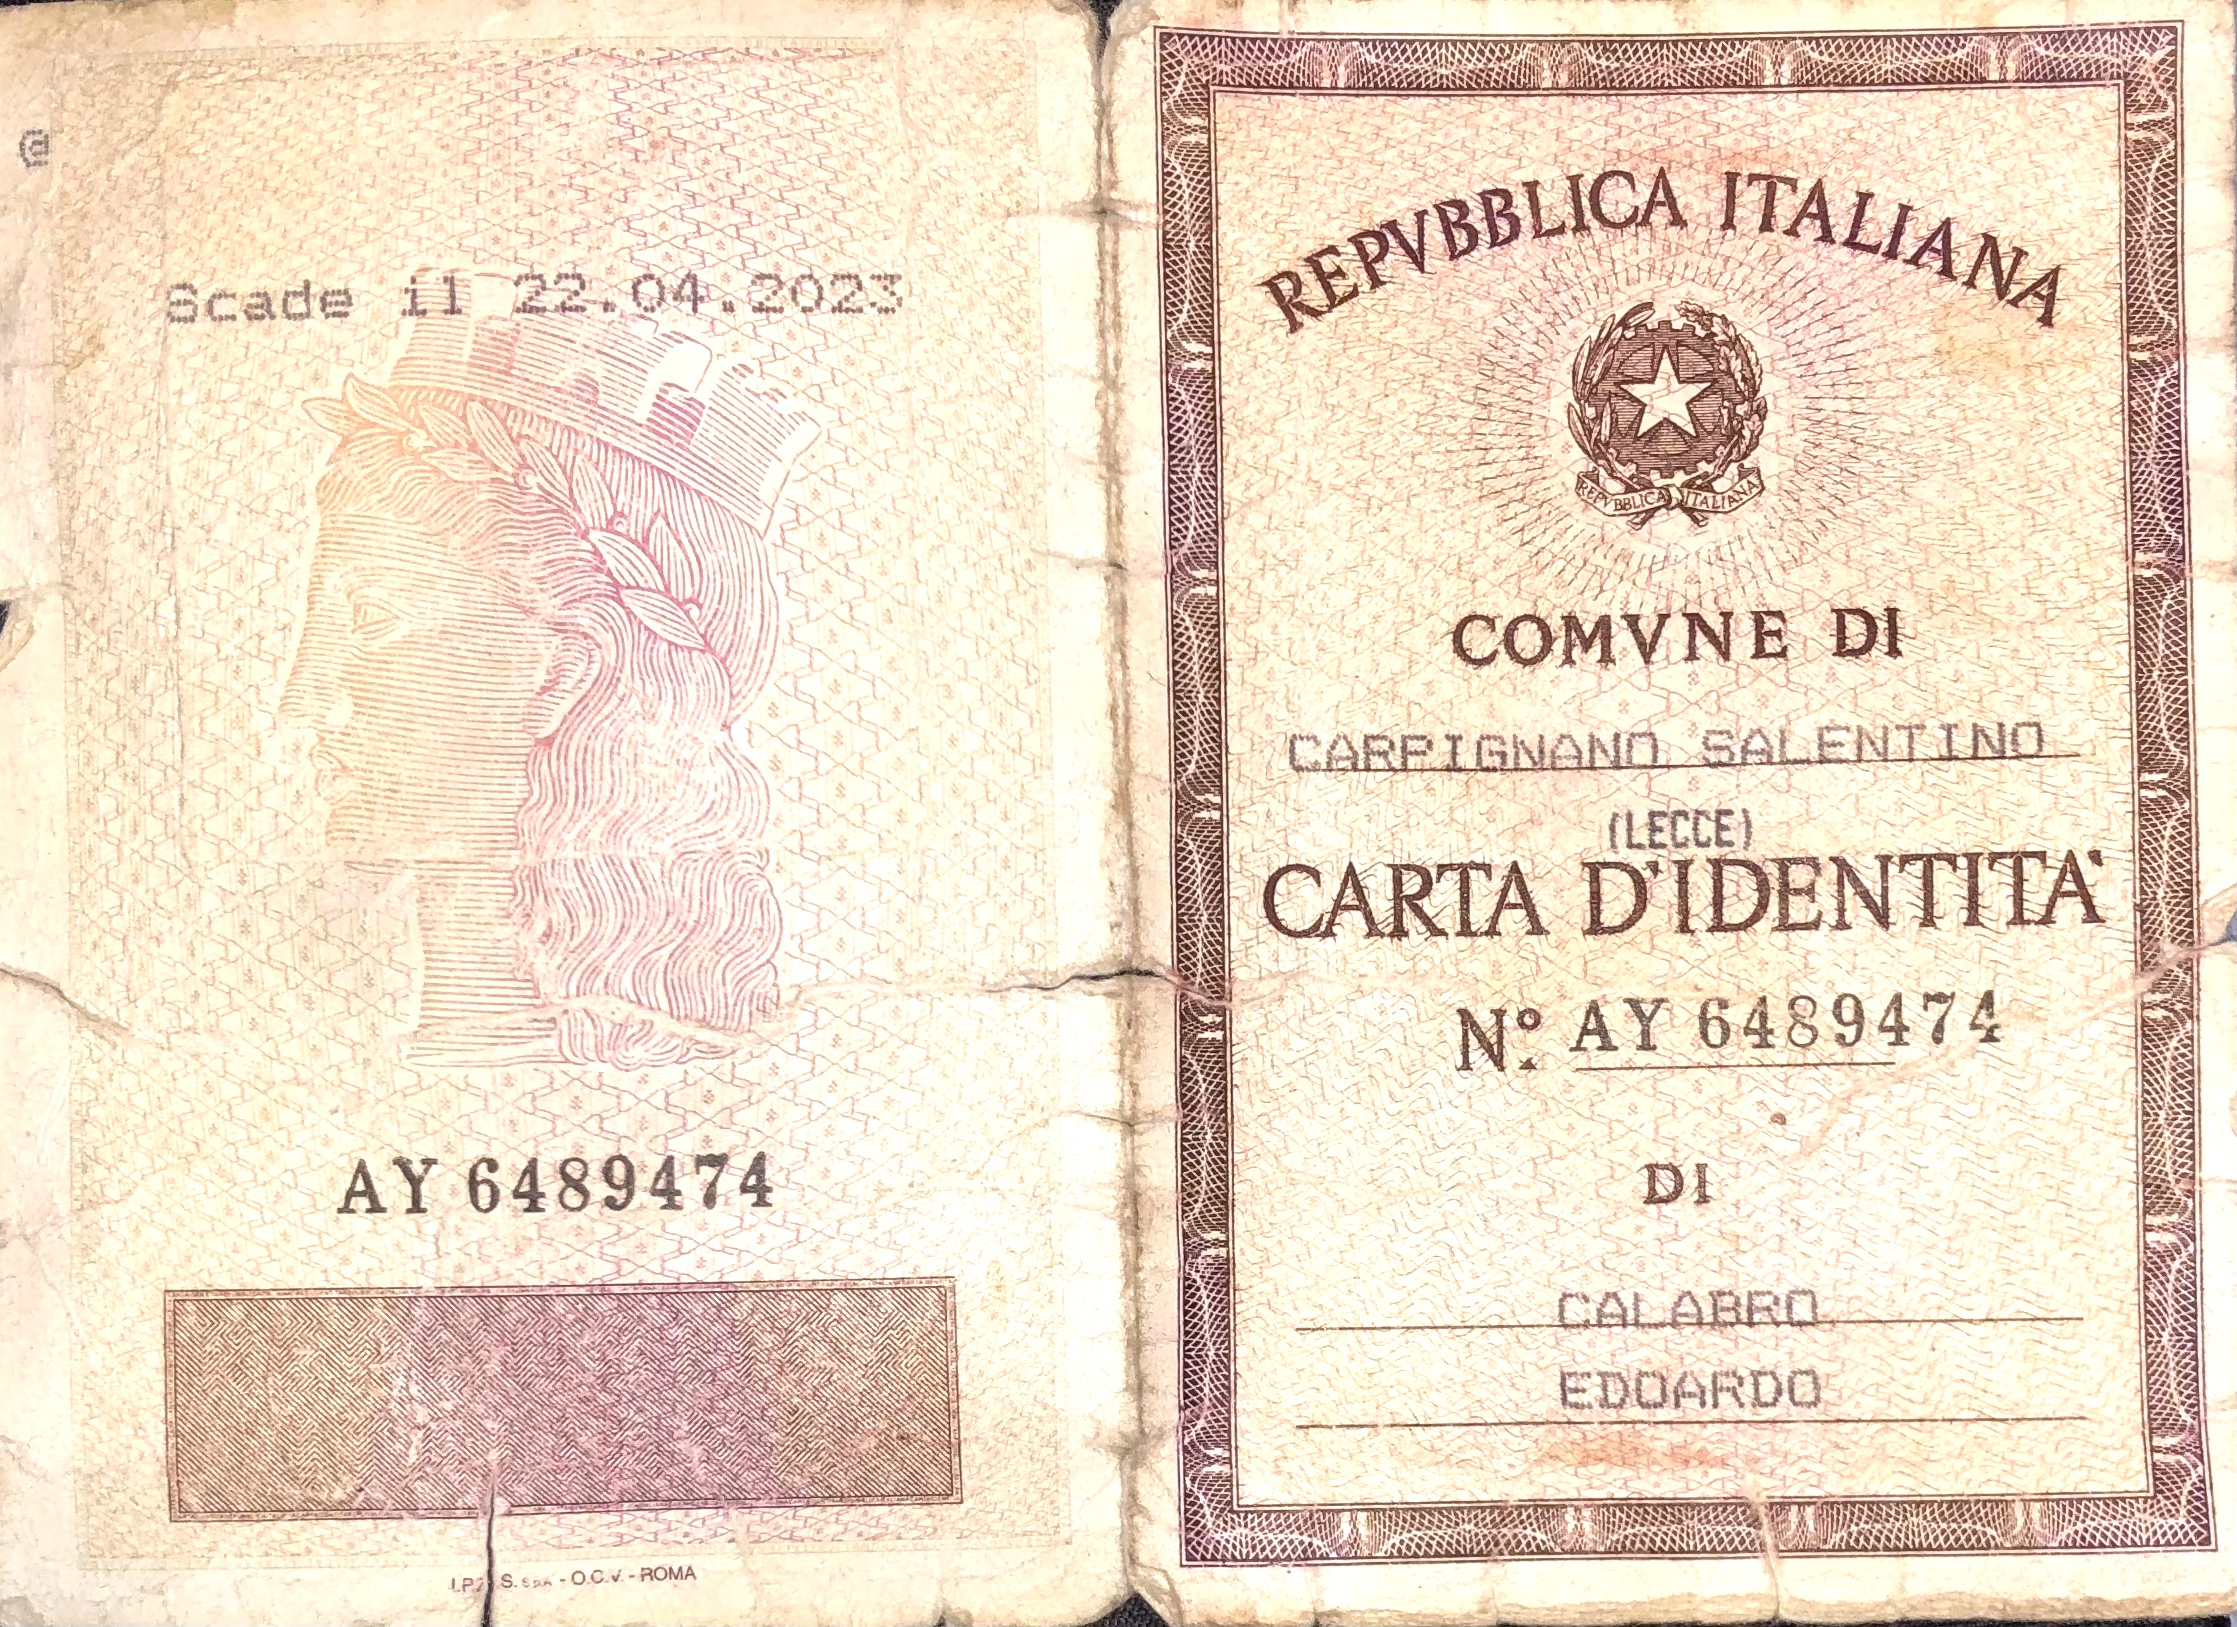 @
Scade il 22.04.2023
AY 6489474
REPVBBLICA ITALIANA
REPVBBLICA ITALIANA
COMVNE DI
CARPIGNANO SALENTINO
(LECCE)
CARTA D'IDENTITA'
N° AY 6489474
DI
CALABRO
EDOARDO
I.P.Z.S. S.p.A. - O.C.V. - ROMA